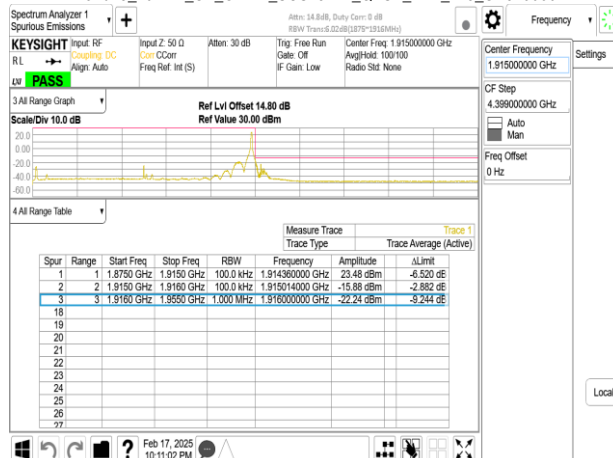 Spectrum Analyzer 1
Spurious Emissions
+
Attn: 14.8dB, Duty Corr: 0 dB
RBW Trans:6.02dB(1875~1916MHz)
Frequency
KEYSIGHT
RL
PASS
Input: RF
Coupling: DC
Align: Auto
Input Z: 50 Ω
Corr CCorr
Freq Ref: Int (S)
Atten: 30 dB
Trig: Free Run
Gate: Off
IF Gain: Low
Center Freq: 1.915000000 GHz
Avg|Hold: 100/100
Radio Std: None
Center Frequency
1.915000000 GHz
Settings
CF Step
4.399000000 GHz
Auto
Man
Freq Offset
0 Hz
Local
3 All Range Graph
Scale/Div 10.0 dB
Ref Lvl Offset 14.80 dB
Ref Value 30.00 dBm
20.0
0.00
-20.0
-40.0
-60.0
4 All Range Table
Measure Trace Trace 1
Trace Type Trace Average (Active)
Spur Range Start Freq Stop Freq RBW Frequency Amplitude ΔLimit
1 1 1.8750 GHz 1.9150 GHz 100.0 kHz 1.914360000 GHz 23.48 dBm -6.520 dB
2 2 1.9150 GHz 1.9160 GHz 100.0 kHz 1.915014000 GHz -15.88 dBm -2.882 dB
3 3 1.9160 GHz 1.9550 GHz 1.000 MHz 1.916000000 GHz -22.24 dBm -9.244 dB
18
19
20
21
22
23
24
25
26
27
?
Feb 17, 2025
10:11:02 PM